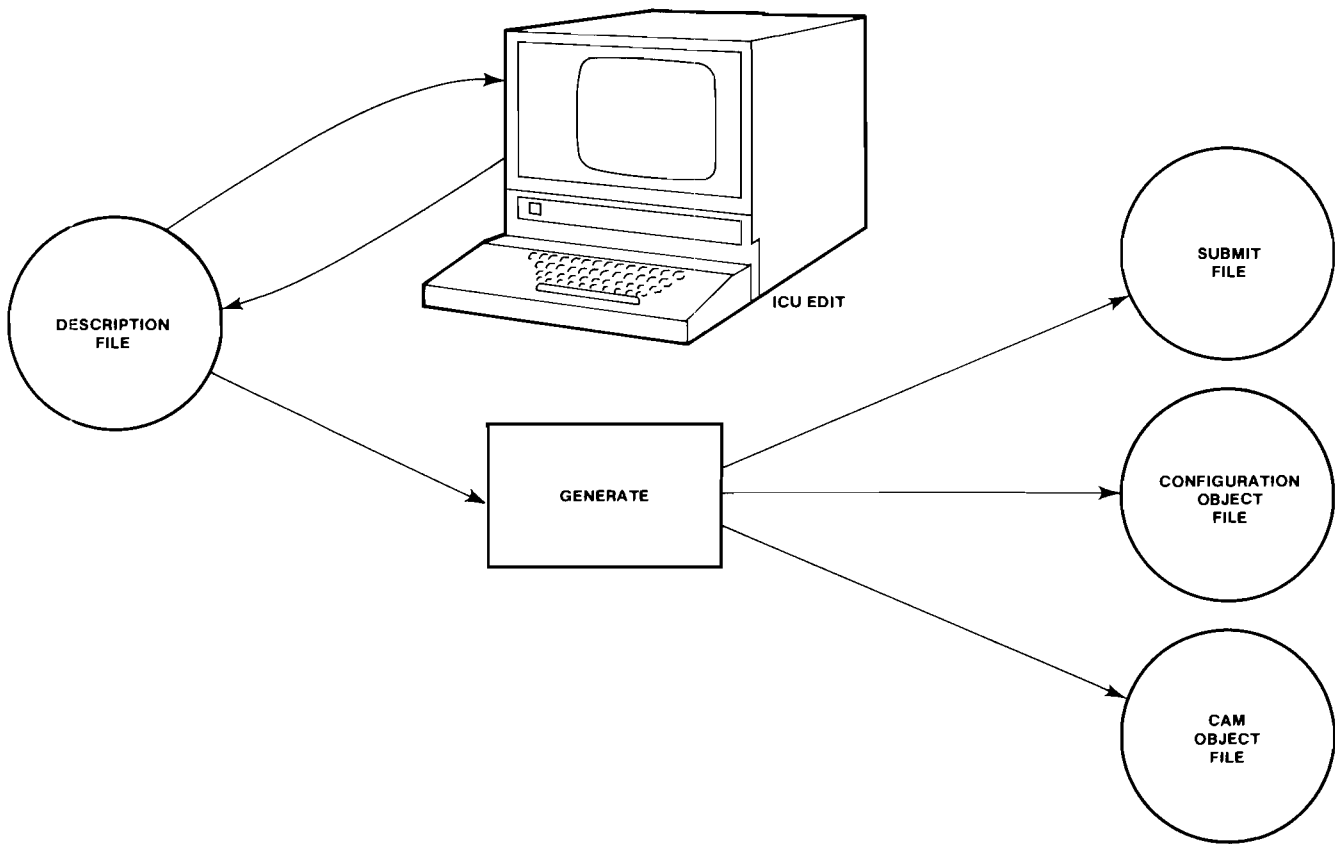 ICU EDIT
DESCRIPTION
FILE
GENERATE
SUBMIT
FILE
CONFIGURATION
OBJECT
FILE
CAM
OBJECT
FILE